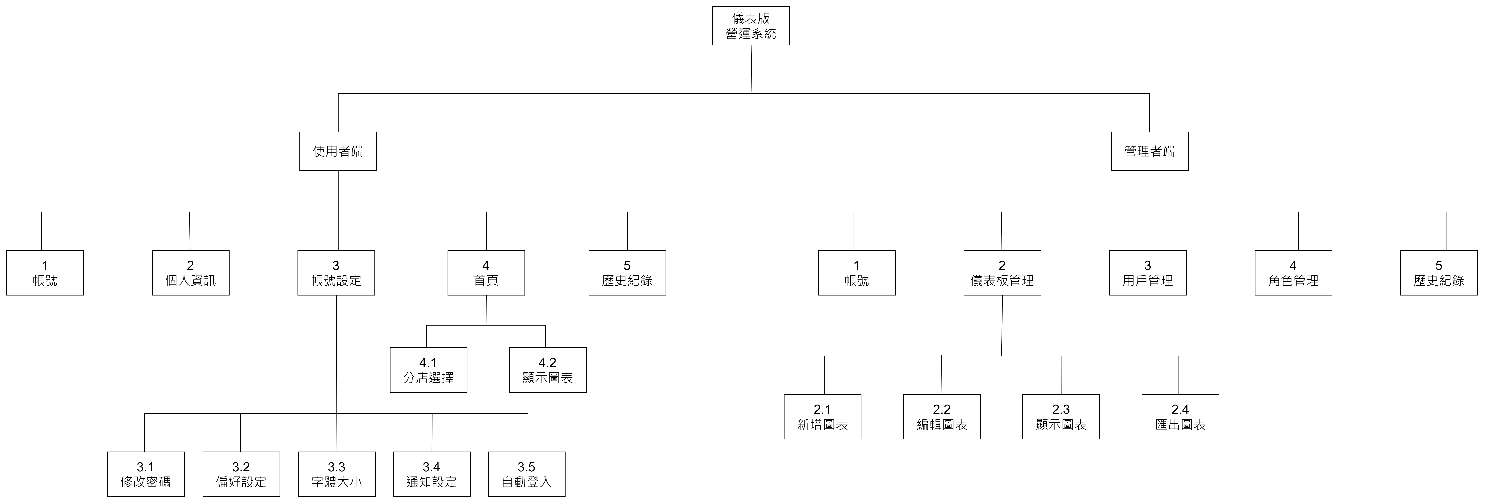 儀表版
營運系統
使用者端
管理者端
1
帳號
2
個人資訊
3
帳號設定
4
首頁
5
歷史紀錄
1
帳號
2
儀表板管理
3
用戶管理
4
角色管理
5
歷史紀錄
4.1
分店選擇
4.2
顯示圖表
2.1
新增圖表
2.2
編輯圖表
2.3
顯示圖表
2.4
匯出圖表
3.1
修改密碼
3.2
偏好設定
3.3
字體大小
3.4
通知設定
3.5
自動登入